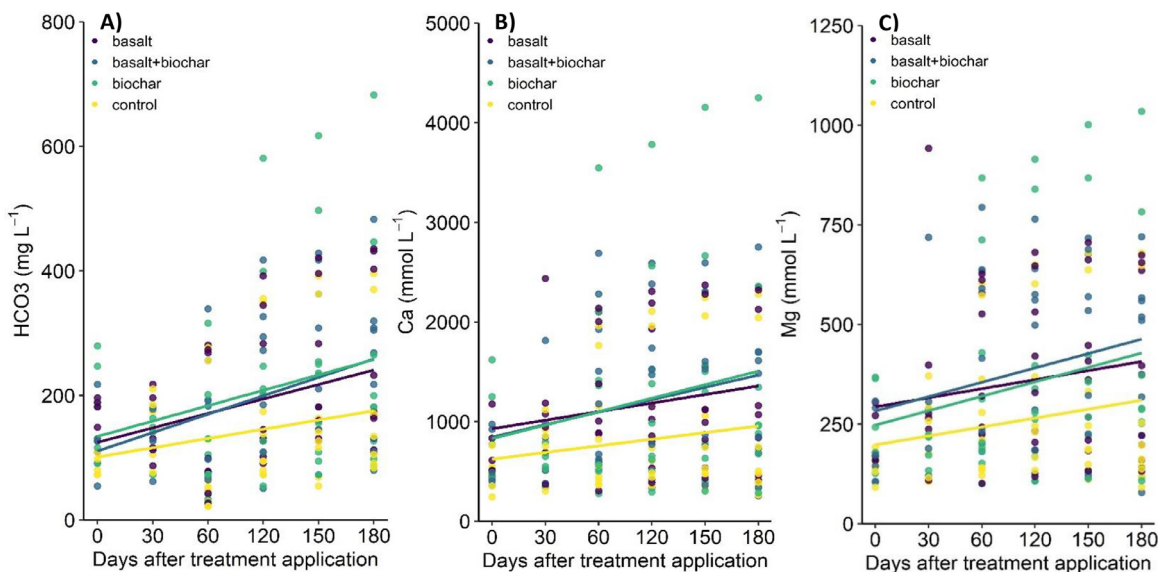 A)
800
600
400
200
0
HCO3 (mg L⁻¹)
basalt
basalt+biochar
biochar
control
0 30 60 120 150 180
Days after treatment application
B)
5000
4000
3000
2000
1000
0
Ca (mmol L⁻¹)
basalt
basalt+biochar
biochar
control
0 30 60 120 150 180
Days after treatment application
C)
1250
1000
750
500
250
0
Mg (mmol L⁻¹)
basalt
basalt+biochar
biochar
control
0 30 60 120 150 180
Days after treatment application